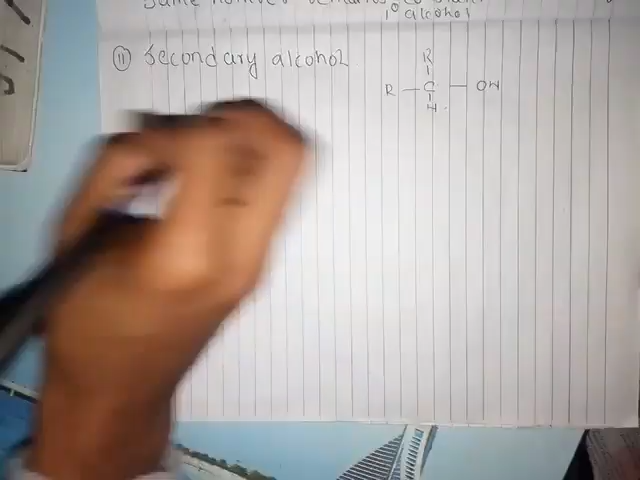 1° alcohol
(ii) Secondary alcohol
R
|
R — C — OH
|
H